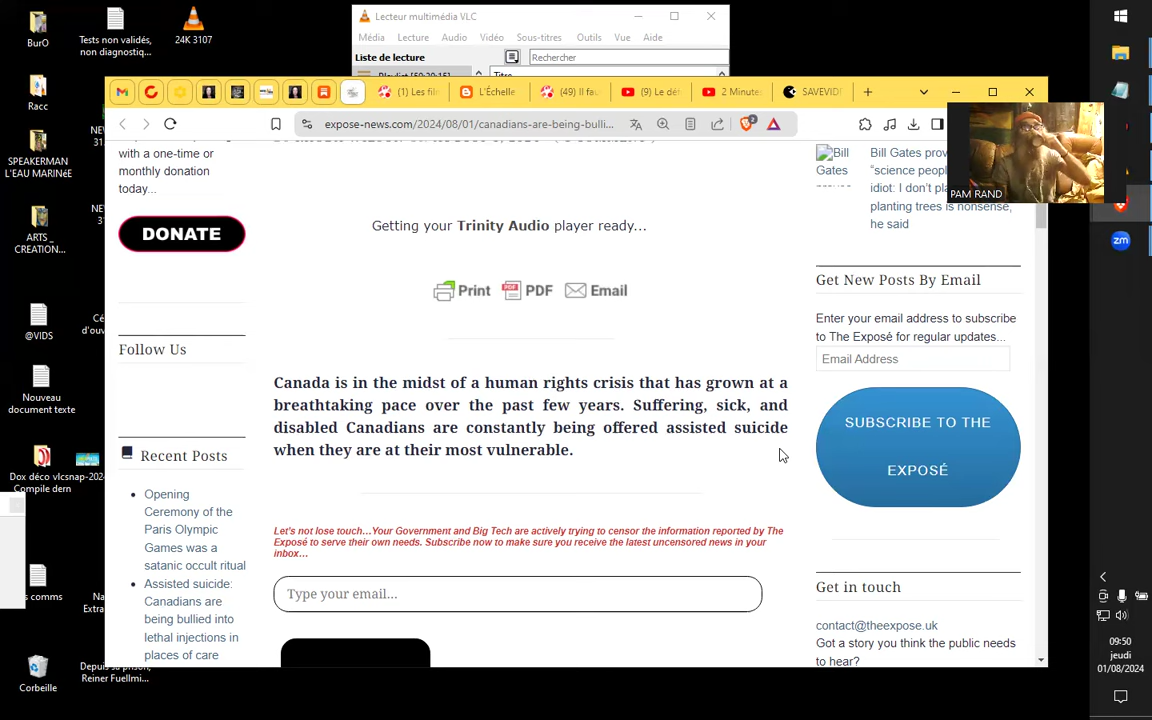 BurO
Tests non validés,
non diagnostiq...
24K 3107
Racc
SPEAKERMAN
L'EAU MARINéE
ARTS _
CREATION...
@VIDS
Nouveau
document texte
Dox déco
Compile dern
vlcsnap-2024
s comms
Corbeille
Depuis sa prison,
Reiner Fuellmi...
Lecteur multimédia VLC
Média Lecture Audio Vidéo Sous-titres Outils Vue Aide
Liste de lecture
Rechercher
Titre
(1) Les film
L'Échelle
(49) Il fau
(9) Le dé
2 Minute
SAVEVID
expose-news.com/2024/08/01/canadians-are-being-bulli...
with a one-time or
monthly donation
today...
DONATE
Follow Us
Recent Posts
Opening
Ceremony of the
Paris Olympic
Games was a
satanic occult ritual
Assisted suicide:
Canadians are
being bullied into
lethal injections in
places of care
Getting your Trinity Audio player ready...
Print PDF Email
Canada is in the midst of a human rights crisis that has grown at a
breathtaking pace over the past few years. Suffering, sick, and
disabled Canadians are constantly being offered assisted suicide
when they are at their most vulnerable.
Let's not lose touch…Your Government and Big Tech are actively trying to censor the information reported by The
Exposé to serve their own needs. Subscribe now to make sure you receive the latest uncensored news in your
inbox…
Type your email…
Bill
Gates
Bill Gates prov
"science peop
idiot: I don't pla
planting trees is nonsense,
he said
PAM RAND
Get New Posts By Email
Enter your email address to subscribe
to The Exposé for regular updates...
Email Address
SUBSCRIBE TO THE
EXPOSÉ
Get in touch
contact@theexpose.uk
Got a story you think the public needs
to hear?
zm
09:50
jeudi
01/08/2024